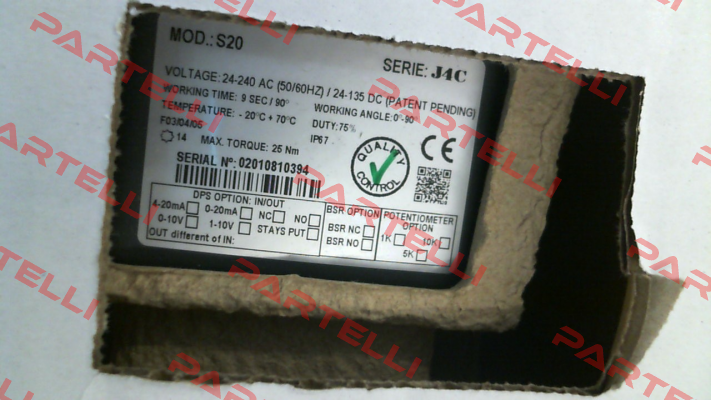 MOD.: S20
SERIE: J4C
VOLTAGE: 24-240 AC (50/60HZ) / 24-135 DC (PATENT PENDING)
WORKING TIME: 9 SEC / 90° WORKING ANGLE: 0°-90
TEMPERATURE: - 20°C + 70°C DUTY: 75%
F03/04/05 IP67
14 MAX. TORQUE: 25 Nm
SERIAL Nº: 02010810394
QUALITY CONTROL
CE
DPS OPTION: IN/OUT
4-20mA 0-20mA NC NO
0-10V 1-10V STAYS PUT
OUT different of IN:
BSR OPTION
BSR NC
BSR NO
POTENTIOMETER OPTION
1K 10K
5K
PARTELLI
PARTELLI
PARTELLI
PARTELLI
PARTELLI
PARTELLI